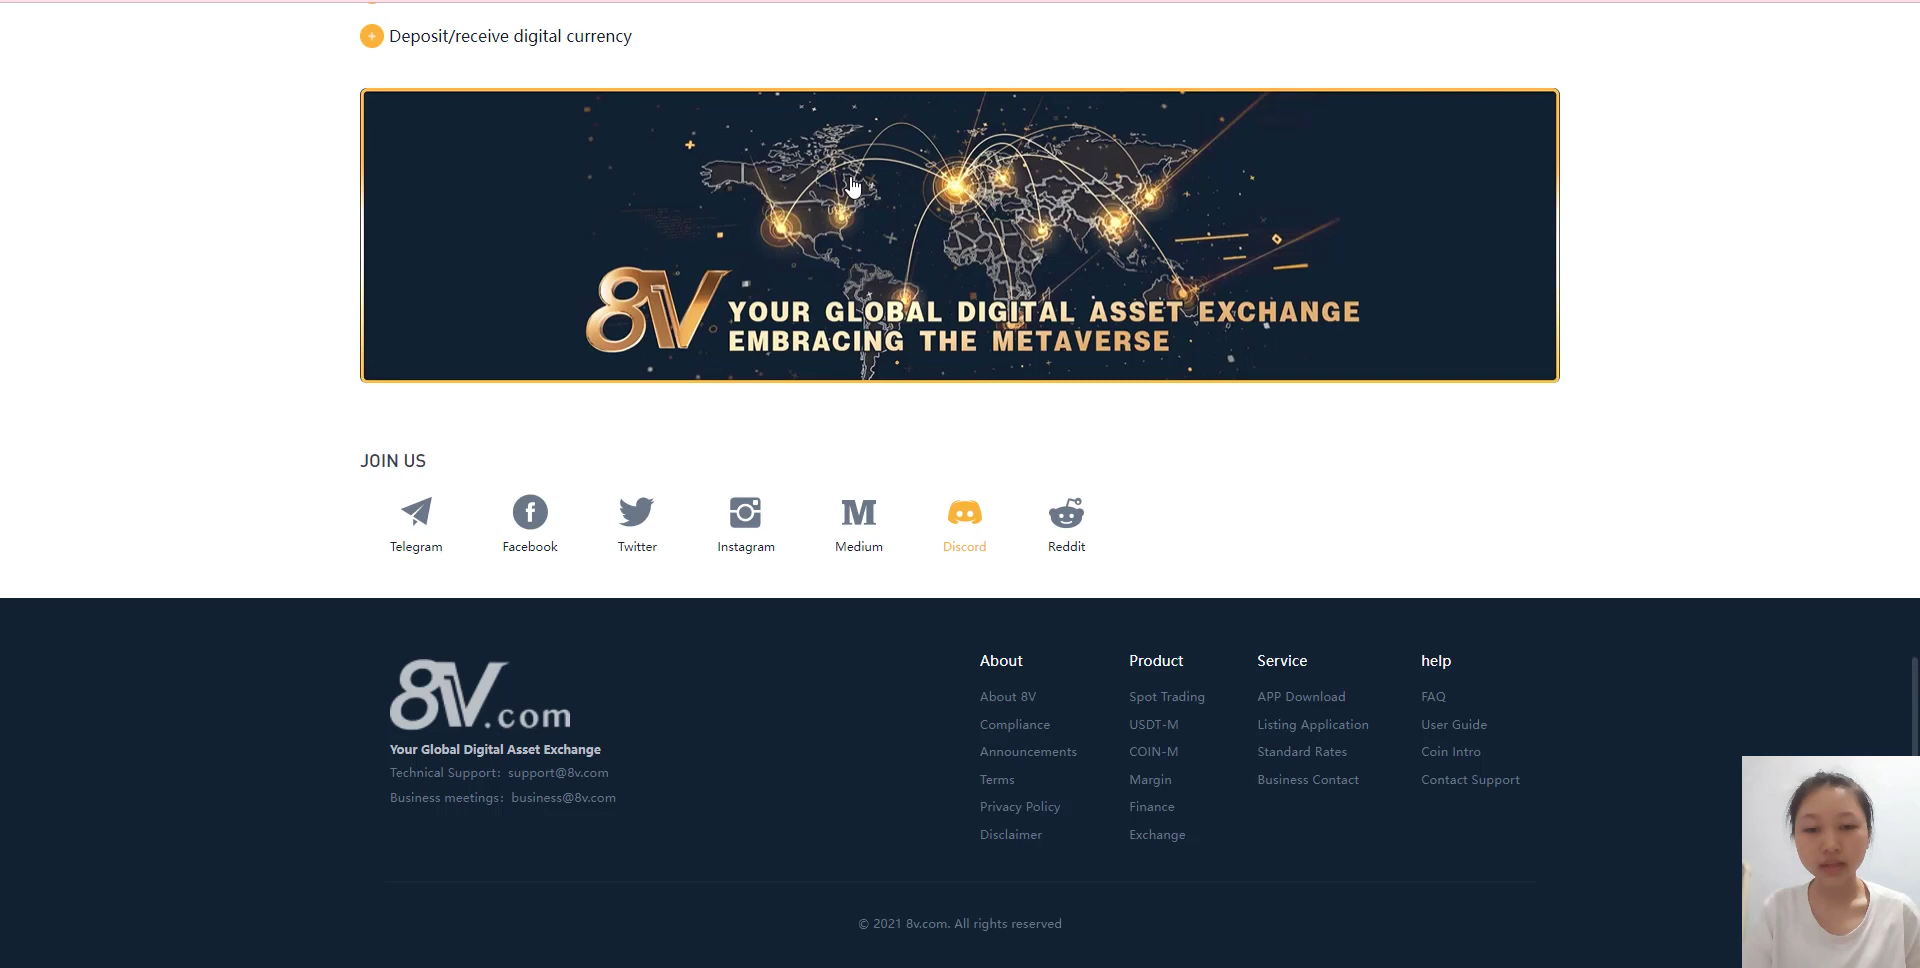 Deposit/receive digital currency
8V YOUR GLOBAL DIGITAL ASSET EXCHANGE
EMBRACING THE METAVERSE
JOIN US
Telegram
Facebook
Twitter
Instagram
M
Medium
Discord
Reddit
8V.com
Your Global Digital Asset Exchange
Technical Support: support@8v.com
Business meetings: business@8v.com
About
About 8V
Compliance
Announcements
Terms
Privacy Policy
Disclaimer
Product
Spot Trading
USDT-M
COIN-M
Margin
Finance
Exchange
Service
APP Download
Listing Application
Standard Rates
Business Contact
help
FAQ
User Guide
Coin Intro
Contact Support
© 2021 8v.com. All rights reserved